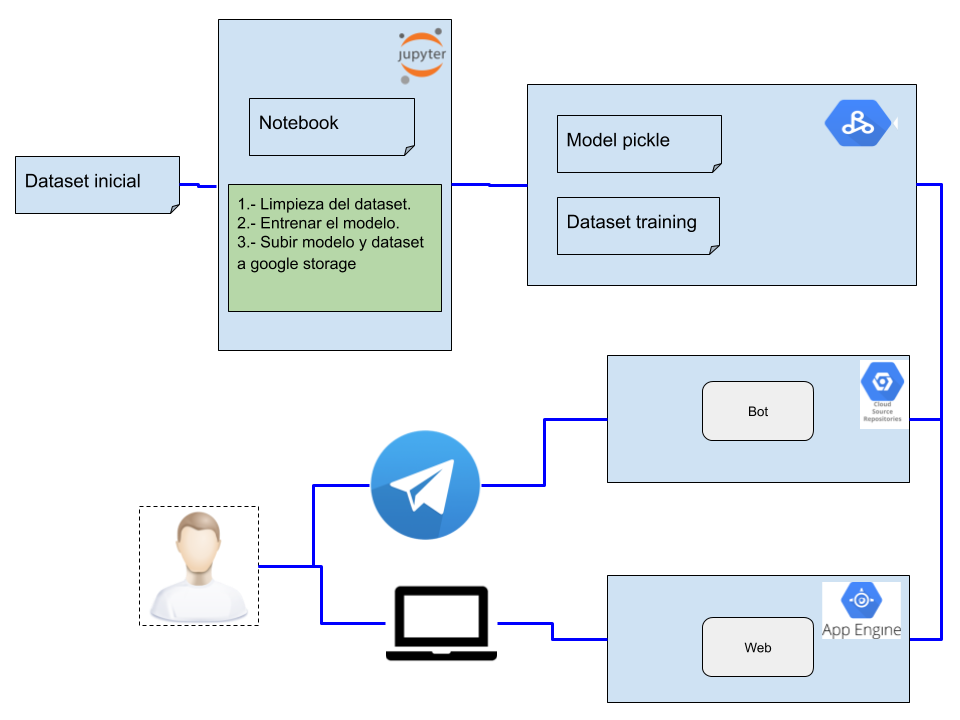 jupyter
Notebook
Dataset inicial
1.- Limpieza del dataset.
2.- Entrenar el modelo.
3.- Subir modelo y dataset
a google storage
Model pickle
Dataset training
Bot
Cloud
Source
Repositories
App Engine
Web